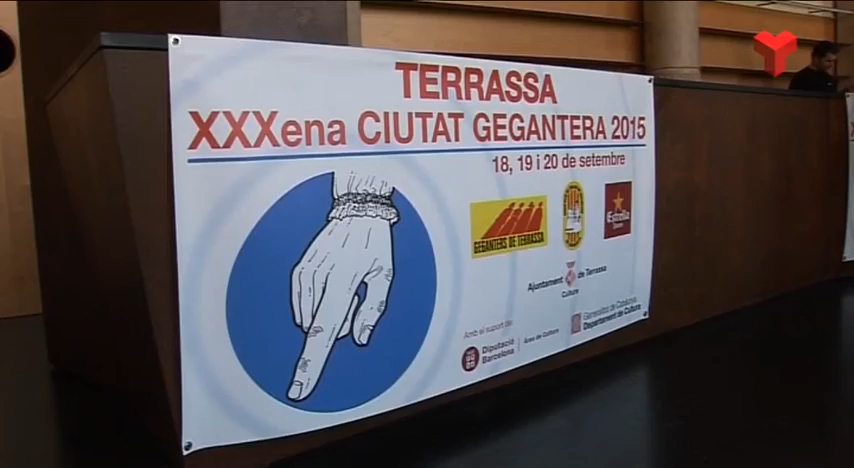 TERRASSA
XXXena CIUTAT GEGANTERA 2015
18, 19 i 20 de setembre
GEGANTERS DE TERRASSA
Estrella
Damm
Ajuntament de Terrassa
Cultura
Amb el suport de:
Diputació
Barcelona
Àrea de Cultura
Generalitat de Catalunya
Departament de Cultura